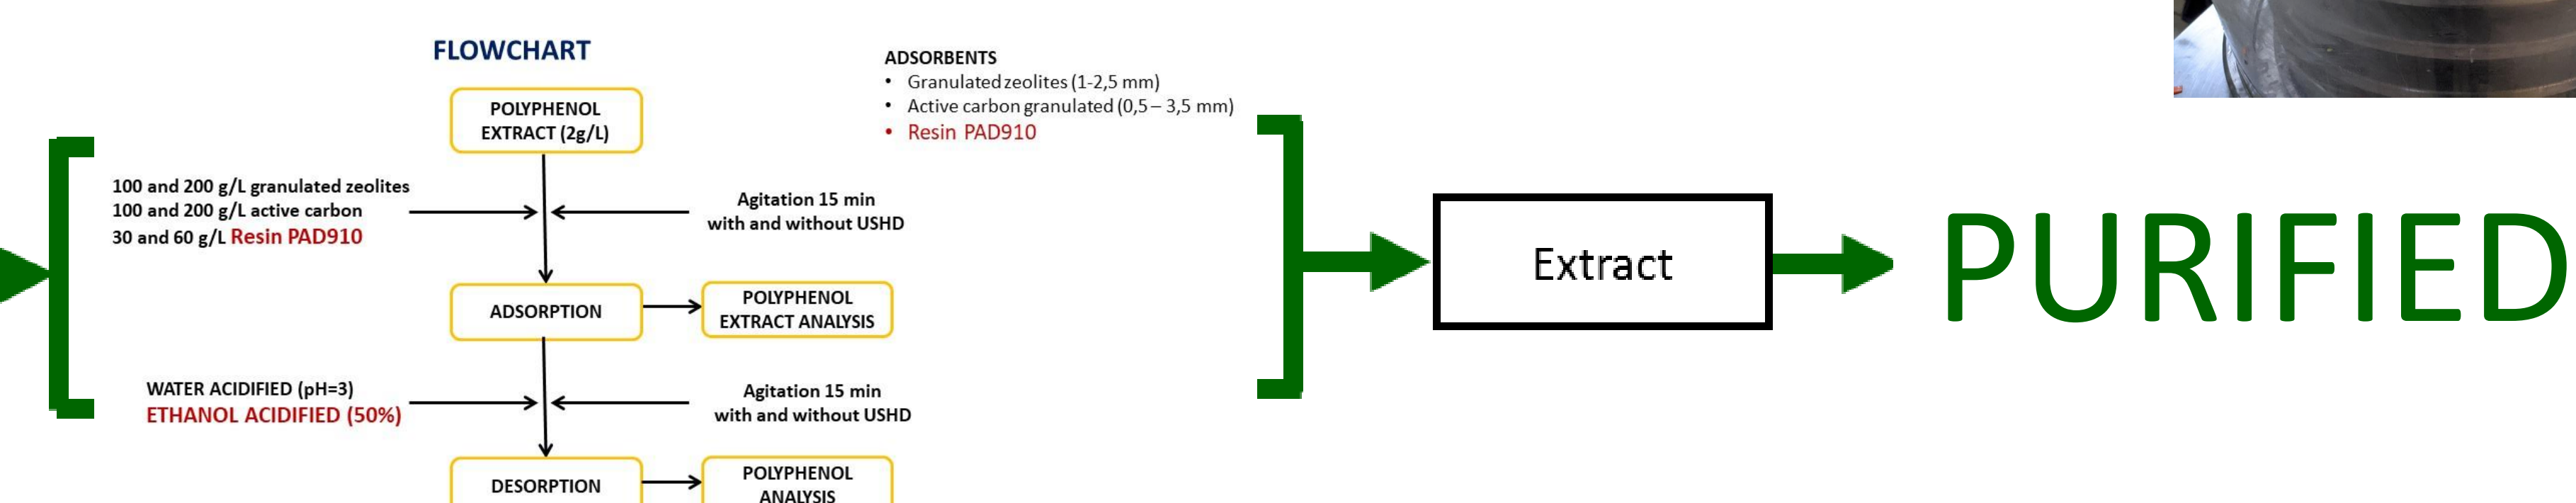 FLOWCHART
POLYPHENOL
EXTRACT (2g/L)
ADSORBENTS
• Granulated zeolites (1-2,5 mm)
• Active carbon granulated (0,5 – 3,5 mm)
• Resin PAD910
100 and 200 g/L granulated zeolites
100 and 200 g/L active carbon
30 and 60 g/L Resin PAD910
Agitation 15 min
with and without USHD
ADSORPTION
POLYPHENOL
EXTRACT ANALYSIS
WATER ACIDIFIED (pH=3)
ETHANOL ACIDIFIED (50%)
Agitation 15 min
with and without USHD
DESORPTION
POLYPHENOL
ANALYSIS
Extract
PURIFIED